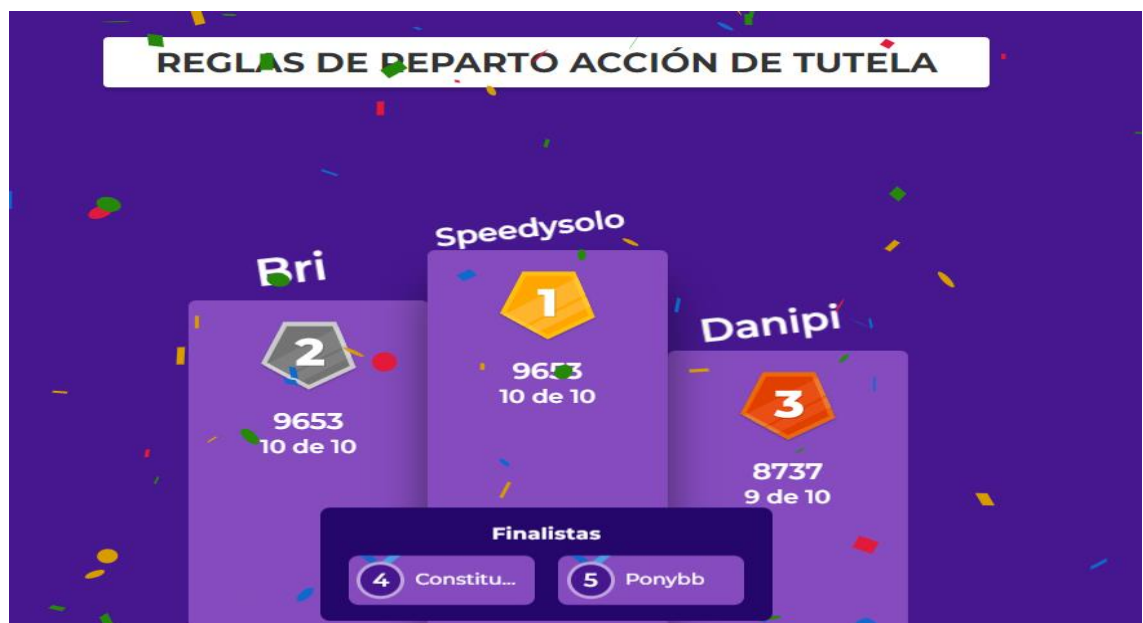 REGLAS DE REPARTO ACCIÓN DE TUTELA
Speedysolo
1
9653
10 de 10
Bri
2
9653
10 de 10
Danipi
3
8737
9 de 10
Finalistas
4 Constitu...
5 Ponybb